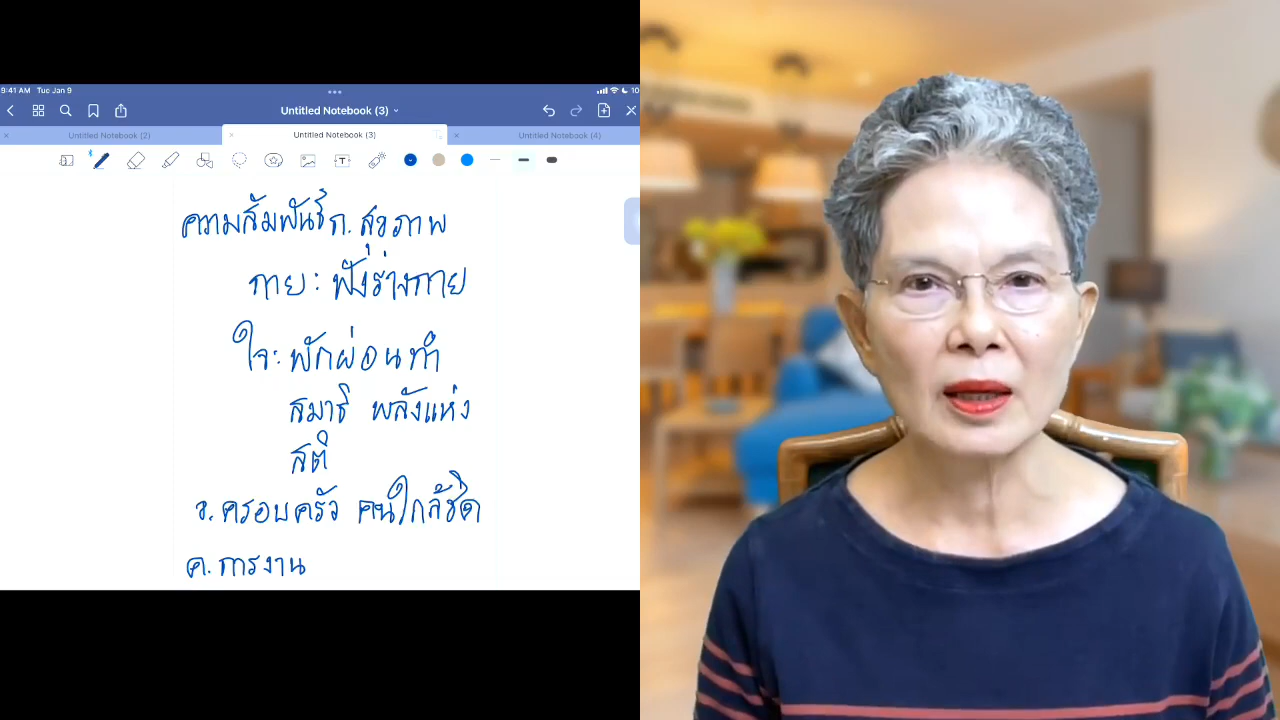 9:41 AM Tue Jan 9
10
Untitled Notebook (3)
Untitled Notebook (2)
Untitled Notebook (3)
Untitled Notebook (4)
T
ความสัมพันธ์ ก. สุขภาพ
กาย : ฟังร่างกาย
ใจ : พักผ่อนทำ
สมาธิ พลังแห่ง
สติ
ข. ครอบครัว คนใกล้ชิด
ค. การงาน